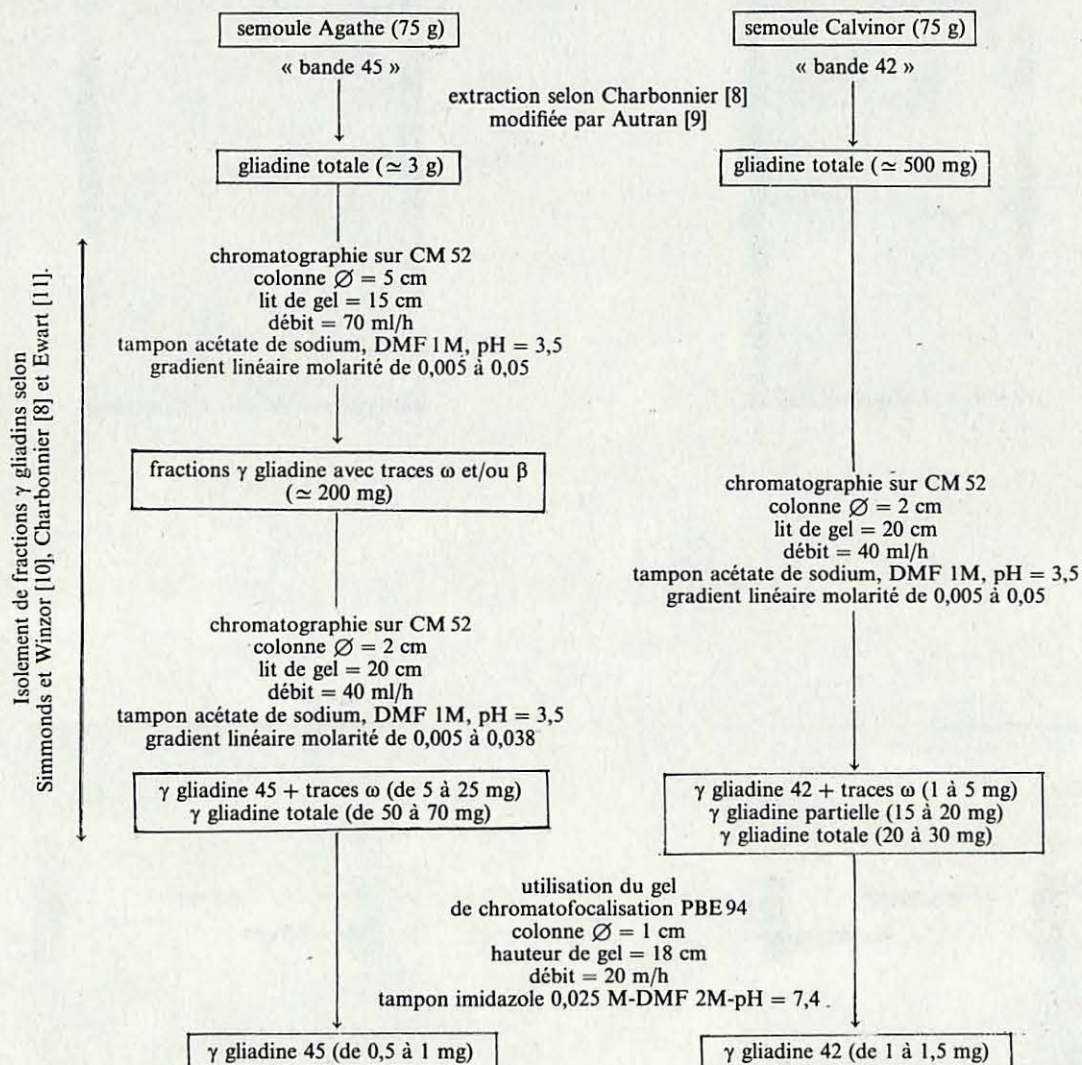 semoule Agathe (75 g)
« bande 45 »
semoule Calvinor (75 g)
« bande 42 »
extraction selon Charbonnier [8]
modifiée par Autran [9]
gliadine totale (≃ 3 g)
gliadine totale (≃ 500 mg)
Isolement de fractions γ gliadins selon
Simmonds et Winzor [10], Charbonnier [8] et Ewart [11].
chromatographie sur CM 52
colonne Ø = 5 cm
lit de gel = 15 cm
débit = 70 ml/h
tampon acétate de sodium, DMF 1M, pH = 3,5
gradient linéaire molarité de 0,005 à 0,05
fractions γ gliadine avec traces ω et/ou β
(≃ 200 mg)
chromatographie sur CM 52
colonne Ø = 2 cm
lit de gel = 20 cm
débit = 40 ml/h
tampon acétate de sodium, DMF 1M, pH = 3,5
gradient linéaire molarité de 0,005 à 0,038
chromatographie sur CM 52
colonne Ø = 2 cm
lit de gel = 20 cm
débit = 40 ml/h
tampon acétate de sodium, DMF 1M, pH = 3,5
gradient linéaire molarité de 0,005 à 0,05
γ gliadine 45 + traces ω (de 5 à 25 mg)
γ gliadine totale (de 50 à 70 mg)
γ gliadine 42 + traces ω (1 à 5 mg)
γ gliadine partielle (15 à 20 mg)
γ gliadine totale (20 à 30 mg)
utilisation du gel
de chromatofocalisation PBE 94
colonne Ø = 1 cm
hauteur de gel = 18 cm
débit = 20 m/h
tampon imidazole 0,025 M-DMF 2M-pH = 7,4
γ gliadine 45 (de 0,5 à 1 mg)
γ gliadine 42 (de 1 à 1,5 mg)